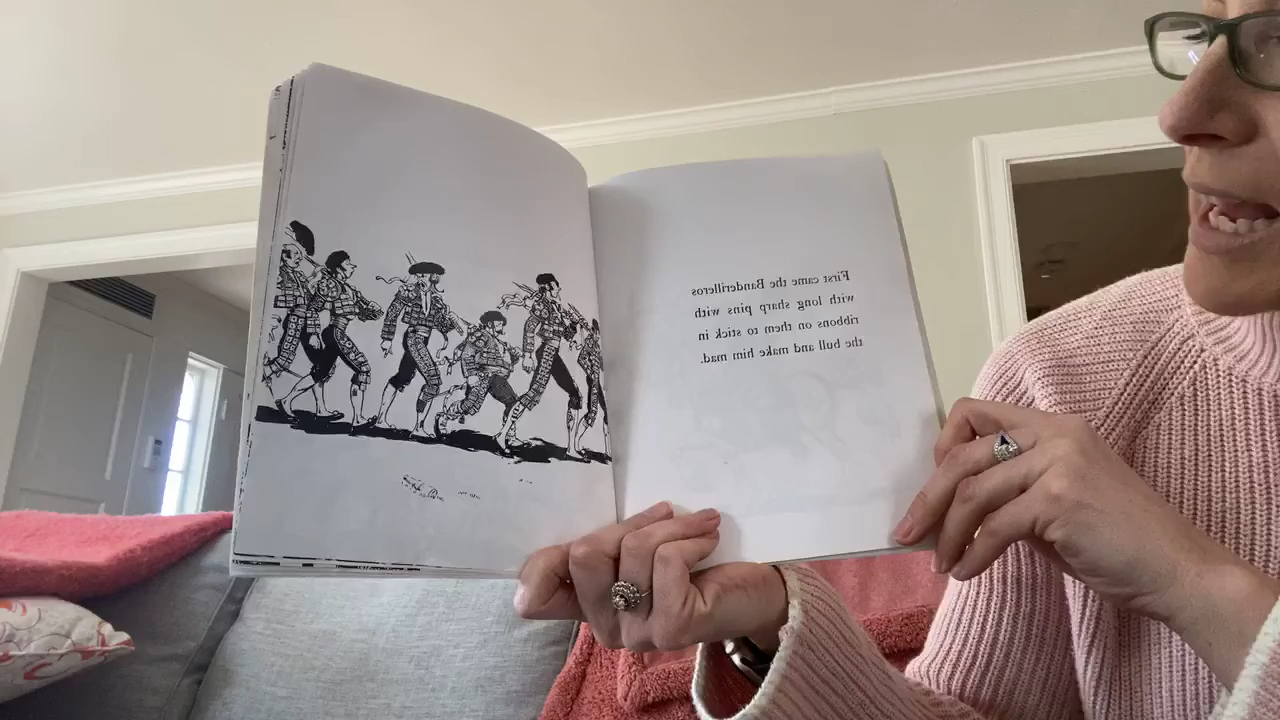 First came the Banderilleros
with long sharp pins with
ribbons on them to stick in
the bull and make him mad.